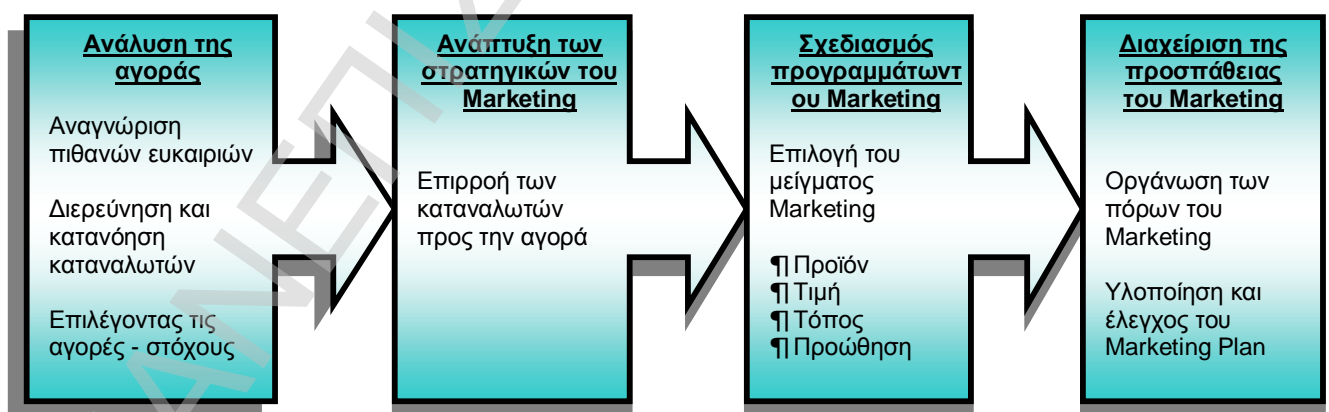 Ανάλυση της
αγοράς
Αναγνώριση
πιθανών ευκαιριών
Διερεύνηση και
κατανόηση
καταναλωτών
Επιλέγοντας τις
αγορές - στόχους
Ανάπτυξη των
στρατηγικών του
Marketing
Επιρροή των
καταναλωτών
προς την αγορά
Σχεδιασμός
προγραμμάτωντ
ου Marketing
Επιλογή του
μείγματος
Marketing
¶ Προϊόν
¶ Τιμή
¶ Τόπος
¶ Προώθηση
Διαχείριση της
προσπάθειας
του Marketing
Οργάνωση των
πόρων του
Marketing
Υλοποίηση και
έλεγχος του
Marketing Plan